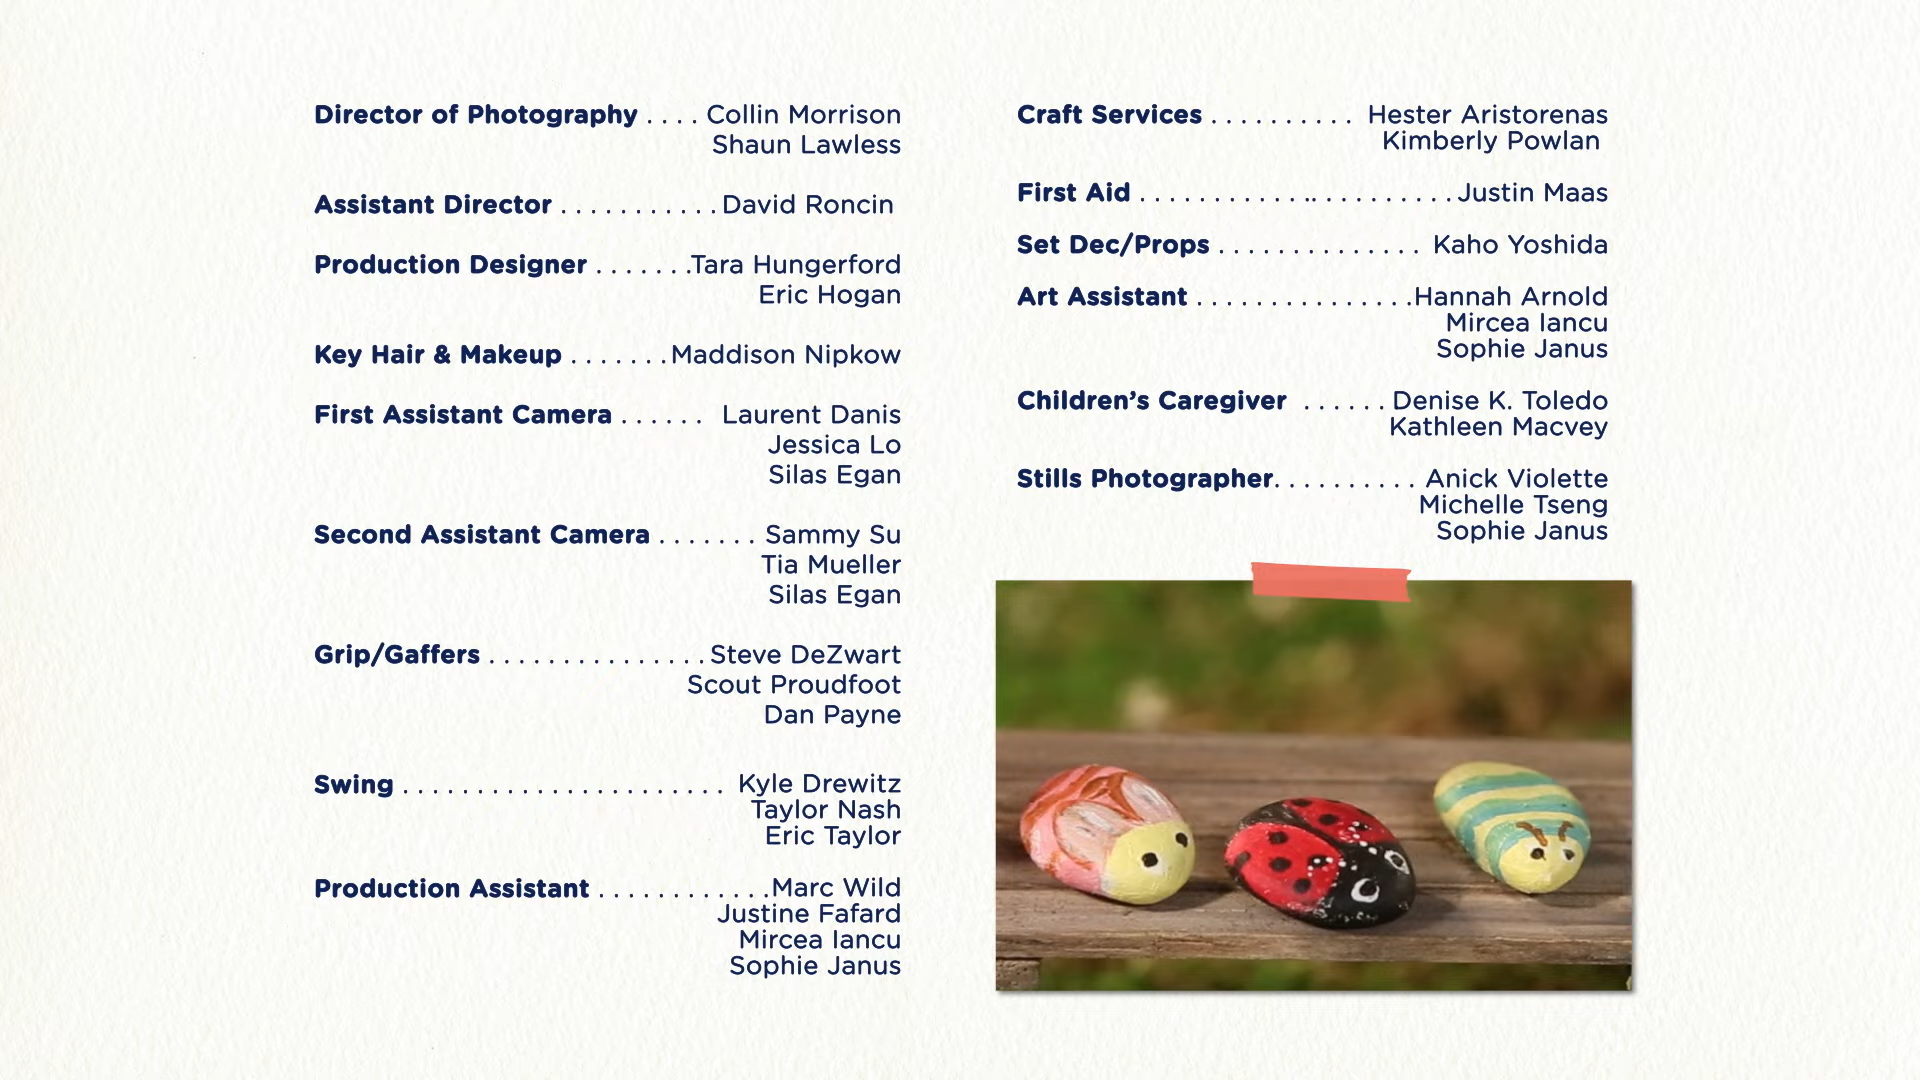 Director of Photography . . . . Collin Morrison
Shaun Lawless
Assistant Director . . . . . . . . . . . David Roncin
Production Designer . . . . . . .Tara Hungerford
Eric Hogan
Key Hair & Makeup . . . . . . . Maddison Nipkow
First Assistant Camera . . . . . . Laurent Danis
Jessica Lo
Silas Egan
Second Assistant Camera . . . . . . . Sammy Su
Tia Mueller
Silas Egan
Grip/Gaffers . . . . . . . . . . . . . . . Steve DeZwart
Scout Proudfoot
Dan Payne
Swing . . . . . . . . . . . . . . . . . . . . . . Kyle Drewitz
Taylor Nash
Eric Taylor
Production Assistant . . . . . . . . . . . .Marc Wild
Justine Fafard
Mircea Iancu
Sophie Janus
Craft Services . . . . . . . . . . Hester Aristorenas
Kimberly Powlan
First Aid . . . . . . . . . . . .. . . . . . . . . . Justin Maas
Set Dec/Props . . . . . . . . . . . . . . Kaho Yoshida
Art Assistant . . . . . . . . . . . . . . .Hannah Arnold
Mircea Iancu
Sophie Janus
Children’s Caregiver . . . . . . Denise K. Toledo
Kathleen Macvey
Stills Photographer. . . . . . . . . . Anick Violette
Michelle Tseng
Sophie Janus